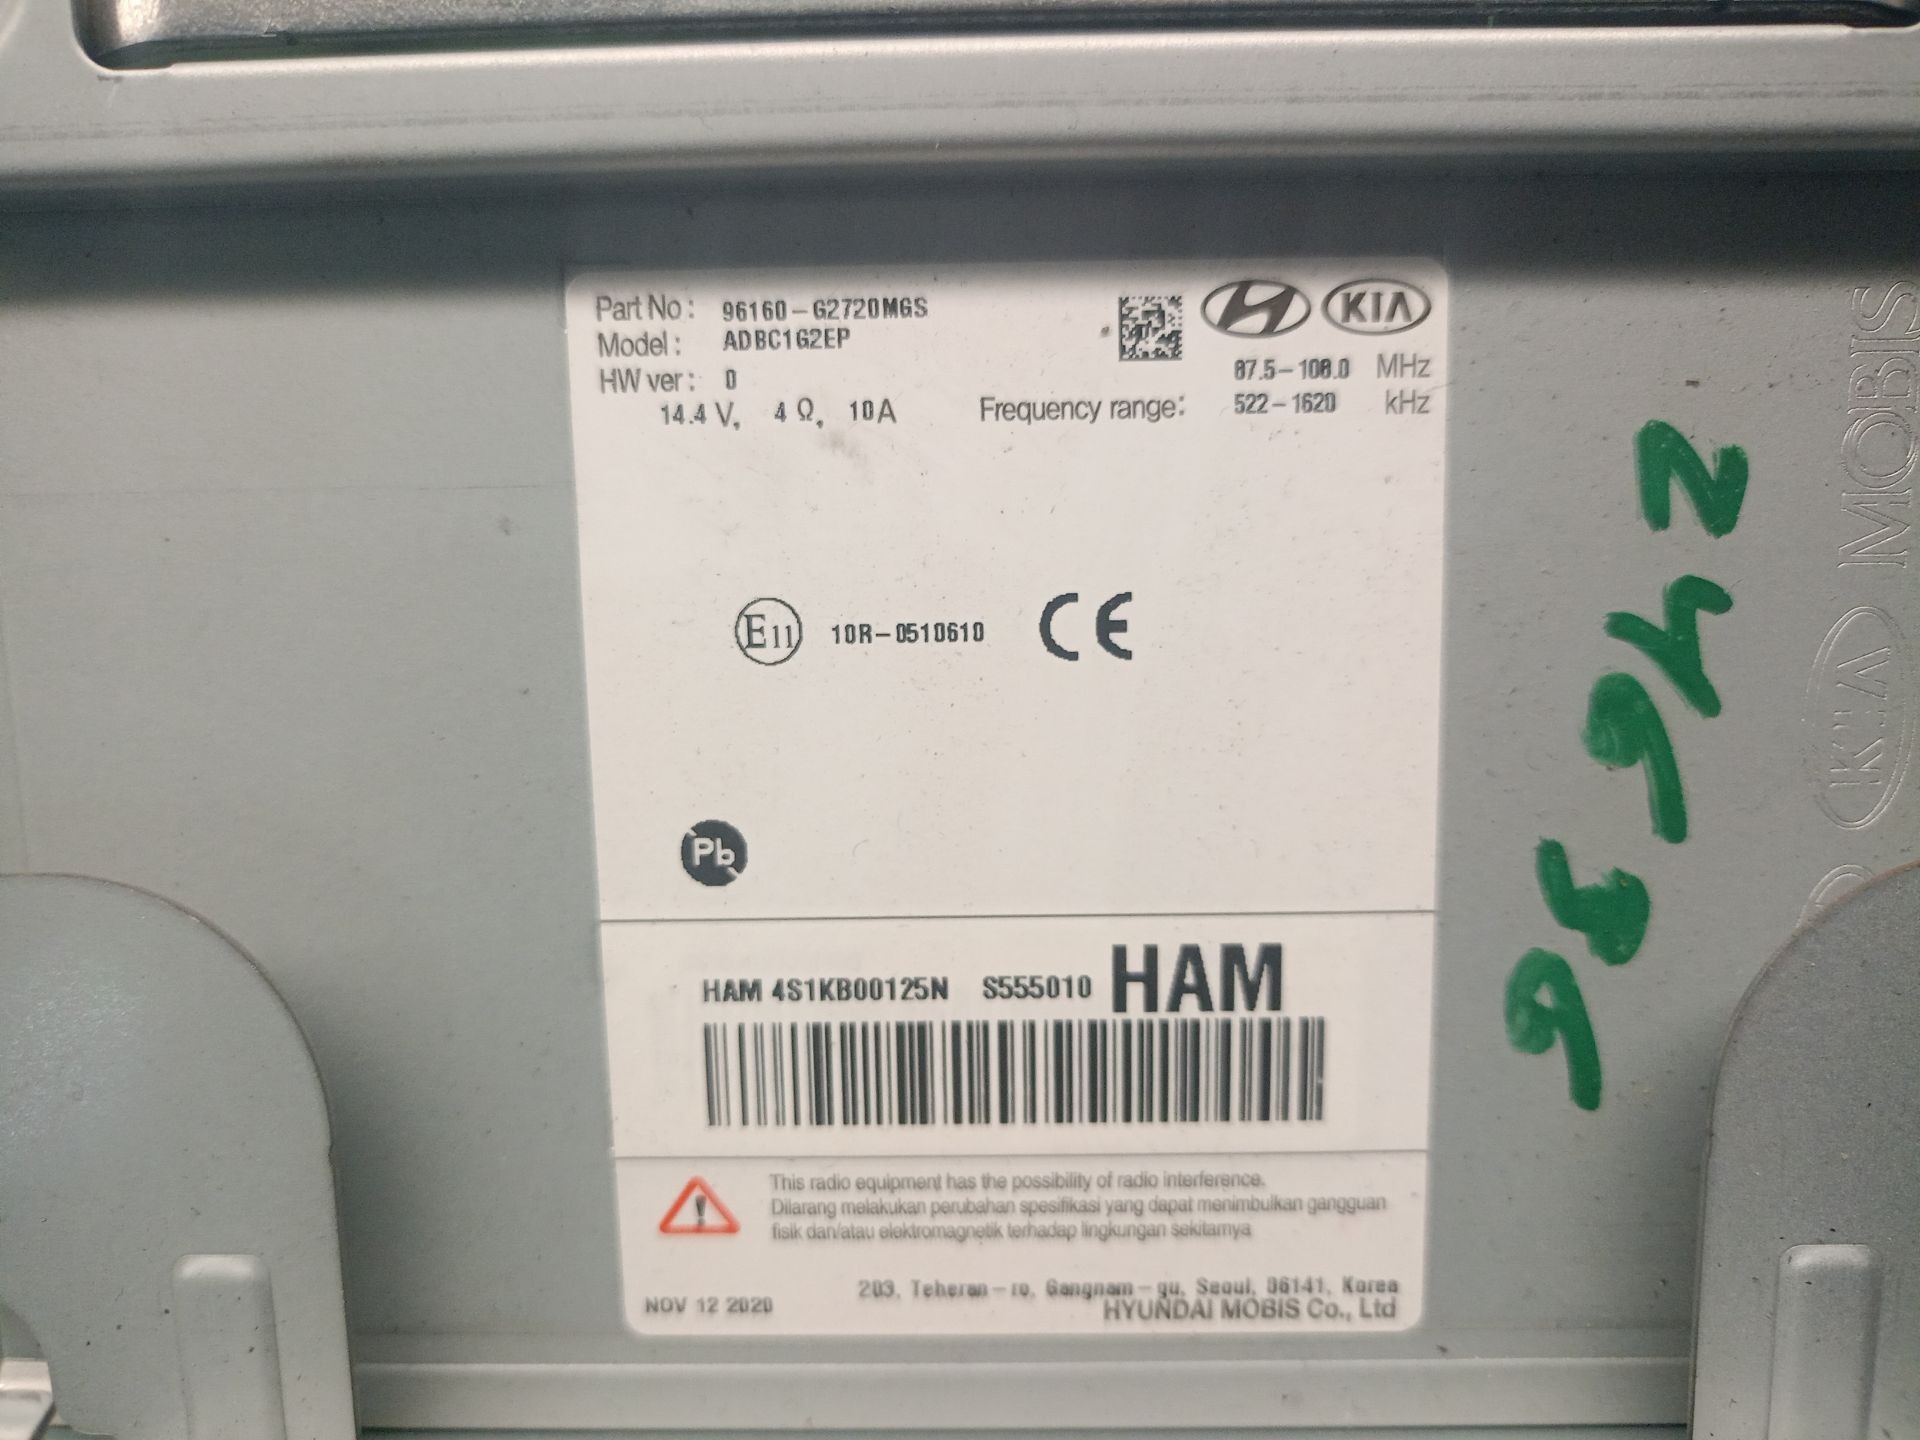 Part No: 96160-G2720MGS
Model: ADBC1G2EP
HW ver: 0
14.4 V, 4 Ω, 10A
KIA
87.5-108.0 MHz
Frequency range: 522-1620 kHz
E11 10R-0510610 CE
Pb
HAM 4S1KB00125N S555010 HAM
This radio equipment has the possibility of radio interference.
Dilarang melakukan perubahan spesifikasi yang dapat menimbulkan gangguan
fisik dan/atau elektromagnetik terhadap lingkungan sekitarnya
203, Teheran-ro, Gangnam-gu, Seoul, 06141, Korea
NOV 12 2020 HYUNDAI MOBIS Co., Ltd
KIA MOBIS